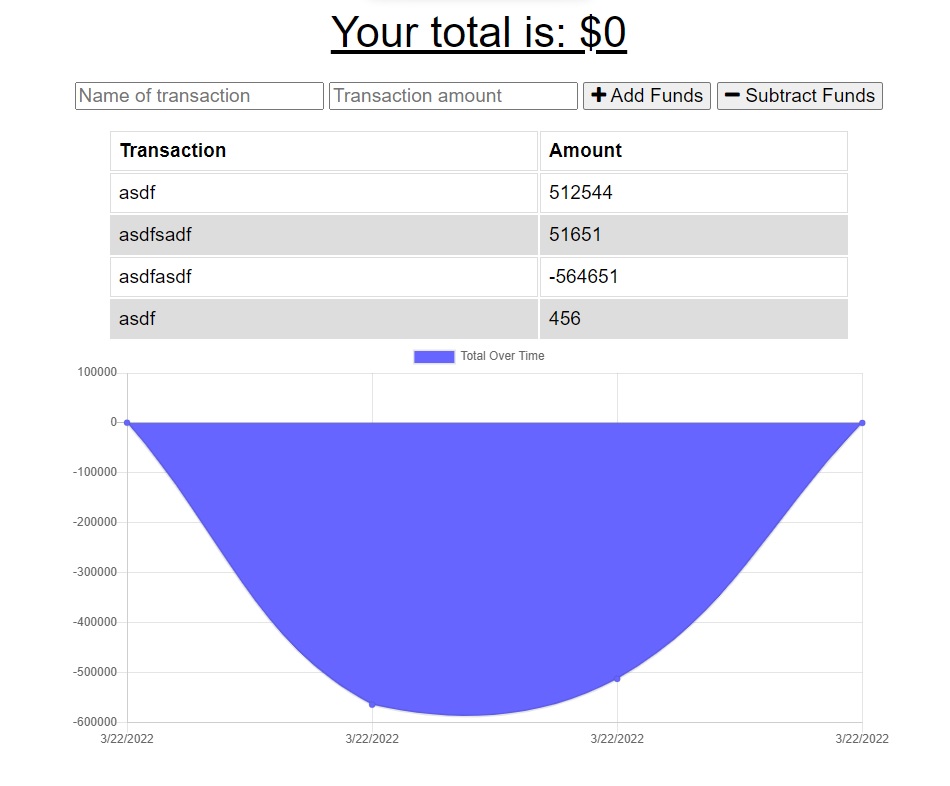 Your total is: $0
Name of transaction Transaction amount Add Funds Subtract Funds
Transaction Amount
asdf 512544
asdfsadf 51651
asdfasdf -564651
asdf 456
Total Over Time
100000
0
-100000
-200000
-300000
-400000
-500000
-600000
3/22/2022 3/22/2022 3/22/2022 3/22/2022